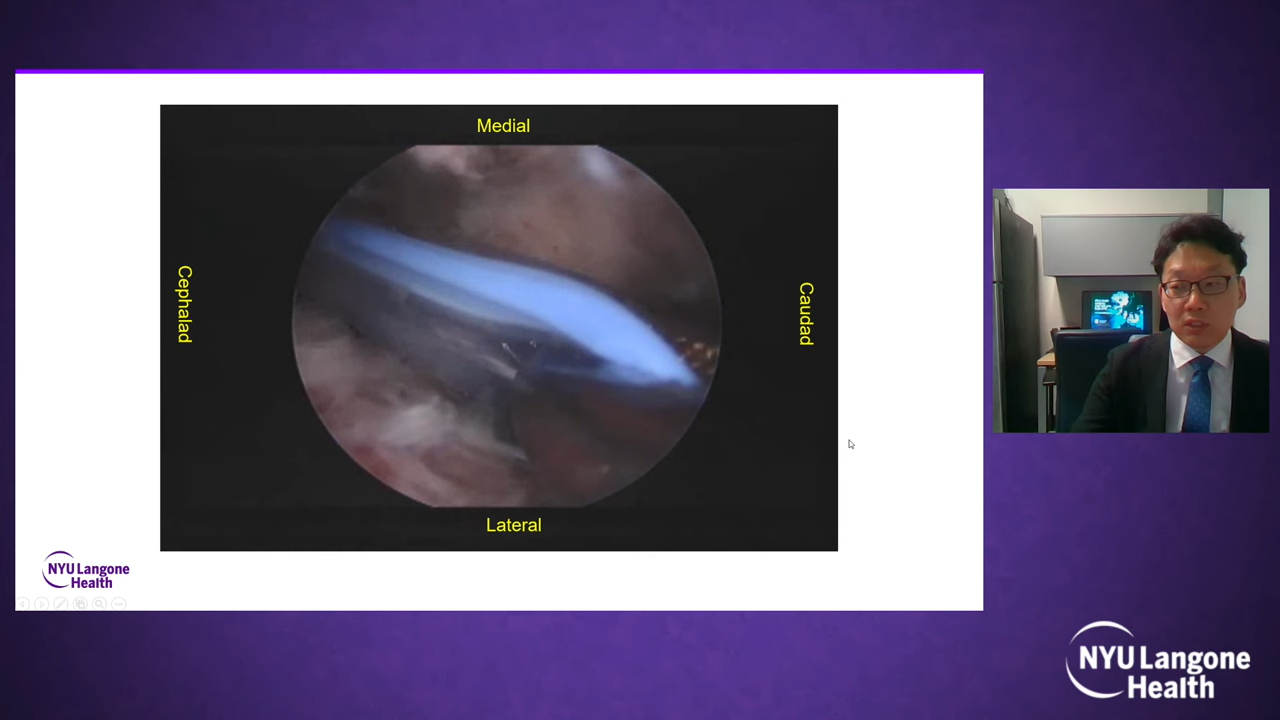 Medial
Cephalad
Caudad
Lateral
NYU Langone
Health
NYU Langone
Health